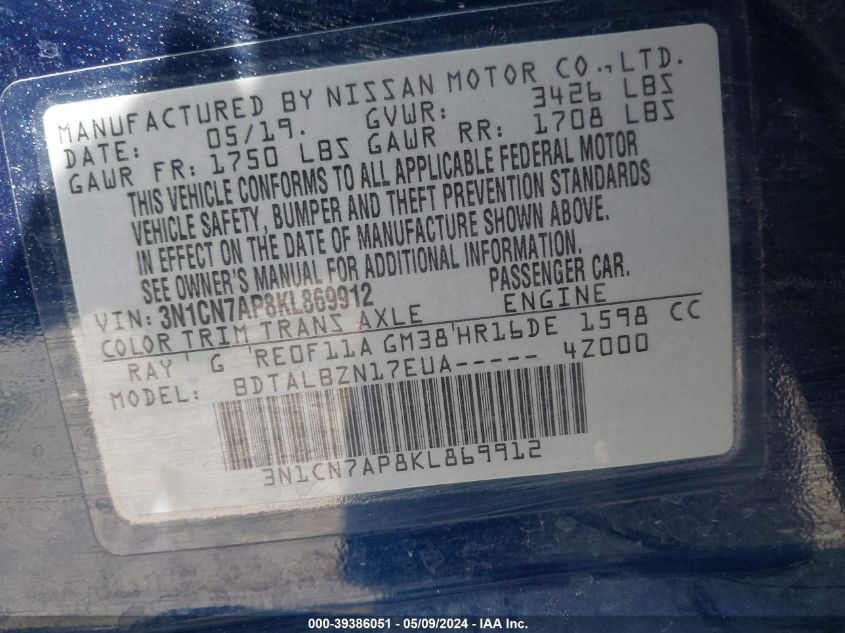 MANUFACTURED BY NISSAN MOTOR CO., LTD.
DATE: 05/19. GVWR: 3426 LBS
GAWR FR: 1750 LBS GAWR RR: 1708 LBS
THIS VEHICLE CONFORMS TO ALL APPLICABLE FEDERAL MOTOR
VEHICLE SAFETY, BUMPER AND THEFT PREVENTION STANDARDS
IN EFFECT ON THE DATE OF MANUFACTURE SHOWN ABOVE.
SEE OWNER'S MANUAL FOR ADDITIONAL INFORMATION.
VIN: 3N1CN7AP8KL869912 PASSENGER CAR.
COLOR TRIM TRANS AXLE ENGINE
RAY' G 'RE0F11A GM38'HR16DE 1598 CC
MODEL: BDTALBZN17EUA----- 4Z000
3N1CN7AP8KL869912
000-39386051 - 05/09/2024 - IAA Inc.